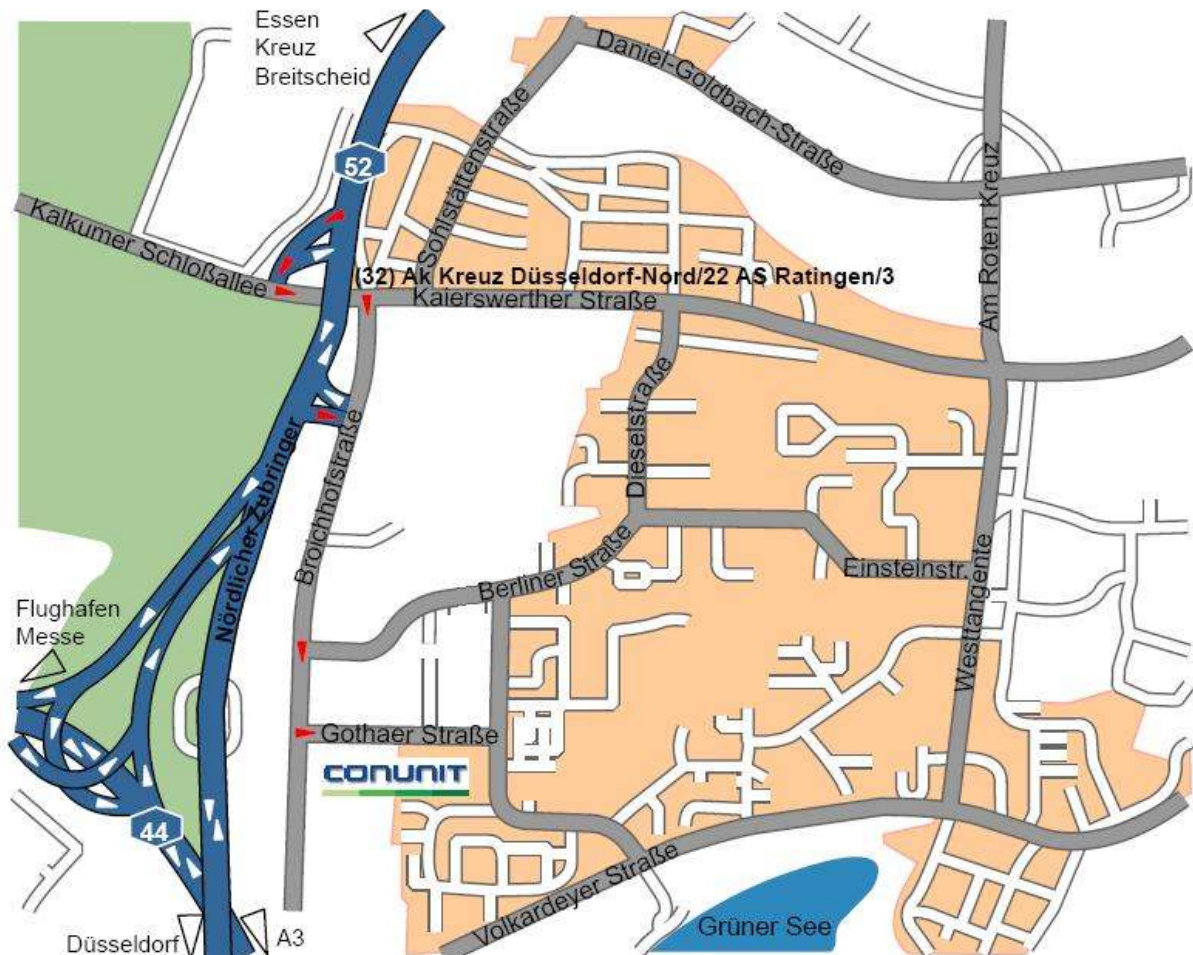 Essen
Kreuz
Breitscheid
Daniel-Goldbach-Straße
52
Sohlstättenstraße
Am Roten Kreuz
Kalkumer Schloßallee
(32) Ak Kreuz Düsseldorf-Nord/22 AS Ratingen/3
Kaierswerther Straße
Dieselstraße
Nördlicher Zubringer
Broichhofstraße
Berliner Straße
Einsteinstr.
Westtangente
Flughafen
Messe
Gothaer Straße
CONUNIT
44
Volkardeyer Straße
Grüner See
Düsseldorf
A3